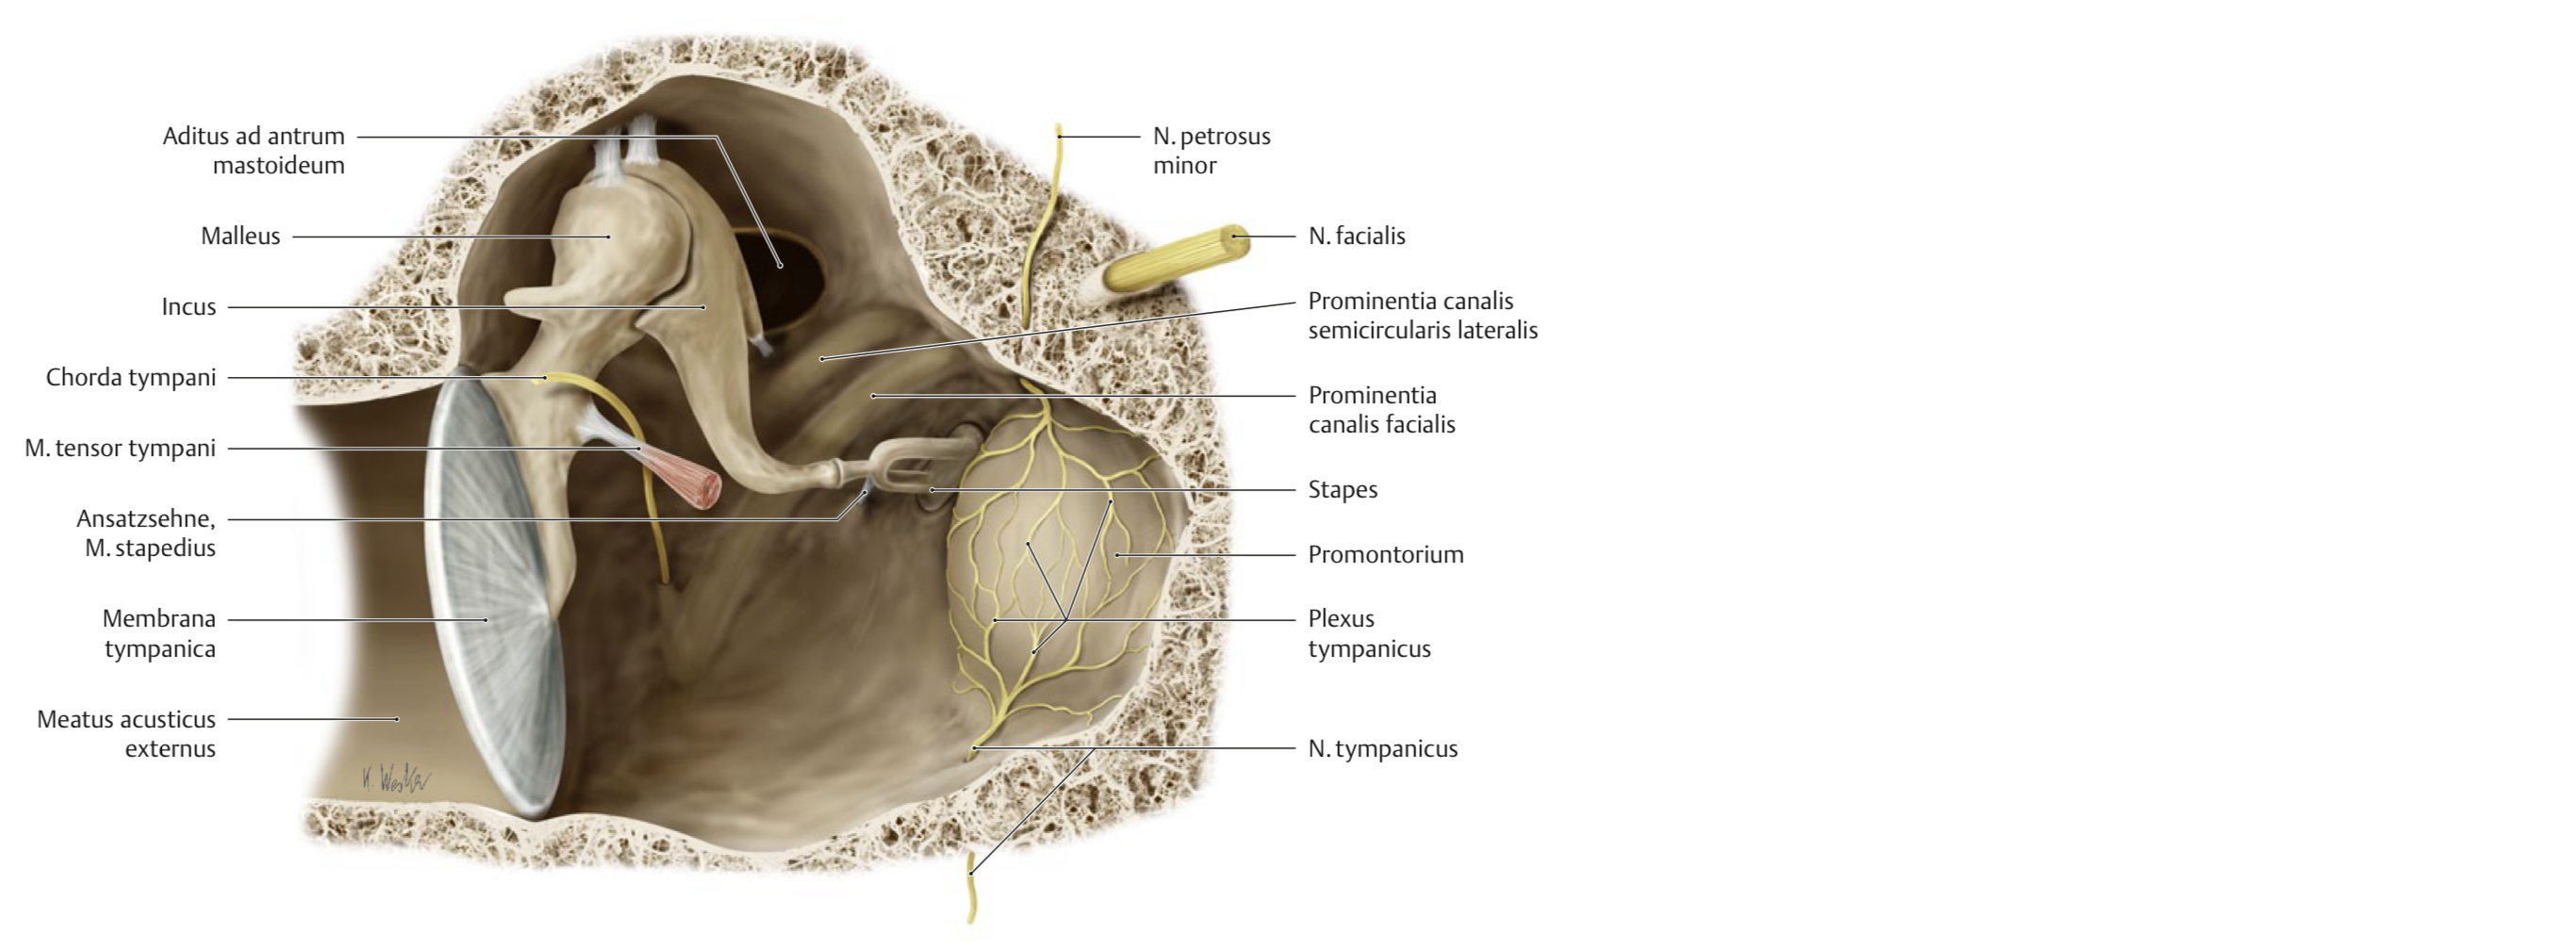 Aditus ad antrum
mastoideum
Malleus
Incus
Chorda tympani
M. tensor tympani
Ansatzsehne,
M. stapedius
Membrana
tympanica
Meatus acusticus
externus
K. Wesker
N. petrosus
minor
N. facialis
Prominentia canalis
semicircularis lateralis
Prominentia
canalis facialis
Stapes
Promontorium
Plexus
tympanicus
N. tympanicus